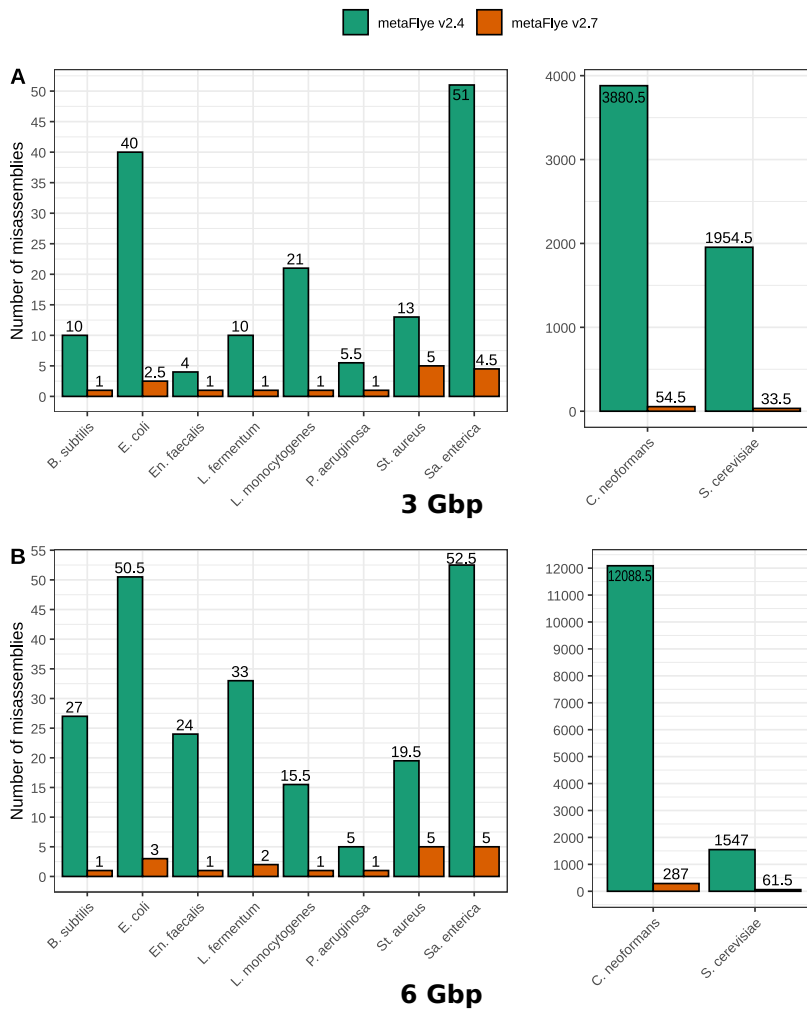 metaFlye v2.4 metaFlye v2.7
A
Number of misassemblies
50
45
40
35
30
25
20
15
10
5
0
10 1 40 2.5 4 1 10 1 21 1 5.5 1 13 5 51 4.5
B. subtilis
E. coli
En. faecalis
L. fermentum
L. monocytogenes
P. aeruginosa
St. aureus
Sa. enterica
4000
3000
2000
1000
0
3880.5 54.5 1954.5 33.5
C. neoformans
S. cerevisiae
3 Gbp
B
Number of misassemblies
55
50
45
40
35
30
25
20
15
10
5
0
27 1 50.5 3 24 1 33 2 15.5 1 5 1 19.5 5 52.5 5
B. subtilis
E. coli
En. faecalis
L. fermentum
L. monocytogenes
P. aeruginosa
St. aureus
Sa. enterica
12000
11000
10000
9000
8000
7000
6000
5000
4000
3000
2000
1000
0
12088.5 287 1547 61.5
C. neoformans
S. cerevisiae
6 Gbp